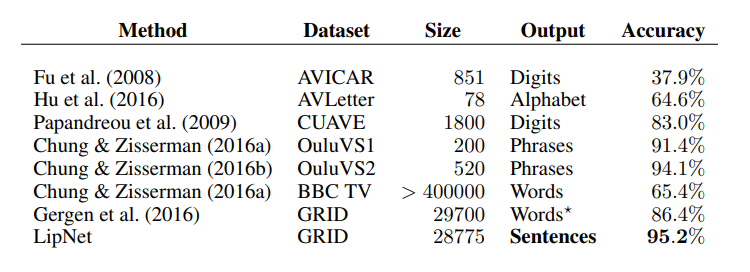 Method Dataset Size Output Accuracy
Fu et al. (2008) AVICAR 851 Digits 37.9%
Hu et al. (2016) AVLetter 78 Alphabet 64.6%
Papandreou et al. (2009) CUAVE 1800 Digits 83.0%
Chung & Zisserman (2016a) OuluVS1 200 Phrases 91.4%
Chung & Zisserman (2016b) OuluVS2 520 Phrases 94.1%
Chung & Zisserman (2016a) BBC TV > 400000 Words 65.4%
Gergen et al. (2016) GRID 29700 Words⋆ 86.4%
LipNet GRID 28775 Sentences 95.2%